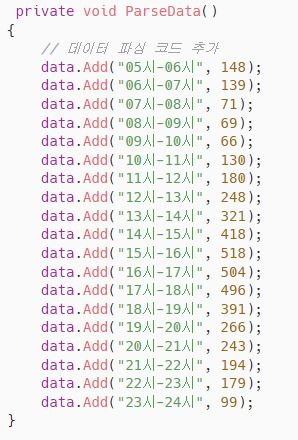 private void ParseData()
{
// 데이터 파싱 코드 추가
data.Add("05시-06시", 148);
data.Add("06시-07시", 139);
data.Add("07시-08시", 71);
data.Add("08시-09시", 69);
data.Add("09시-10시", 66);
data.Add("10시-11시", 130);
data.Add("11시-12시", 180);
data.Add("12시-13시", 248);
data.Add("13시-14시", 321);
data.Add("14시-15시", 418);
data.Add("15시-16시", 518);
data.Add("16시-17시", 504);
data.Add("17시-18시", 496);
data.Add("18시-19시", 391);
data.Add("19시-20시", 266);
data.Add("20시-21시", 243);
data.Add("21시-22시", 194);
data.Add("22시-23시", 179);
data.Add("23시-24시", 99);
}